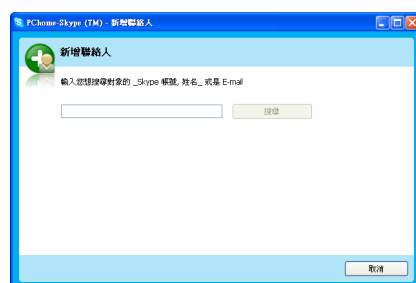 PChome-Skype (TM) - 新增聯絡人
新增聯絡人
輸入您想搜尋對象的 _Skype 帳號, 姓名_ 或是 E-mail
搜尋
取消